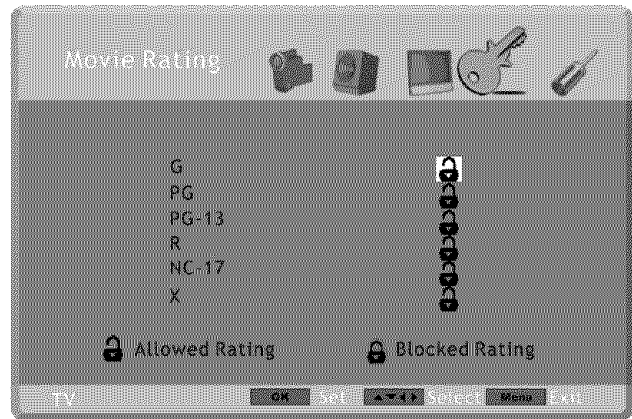 Movie Rating
G
PG
PG-13
R
NC-17
X
Allowed Rating Blocked Rating
TV OK Set Select Menu Exit